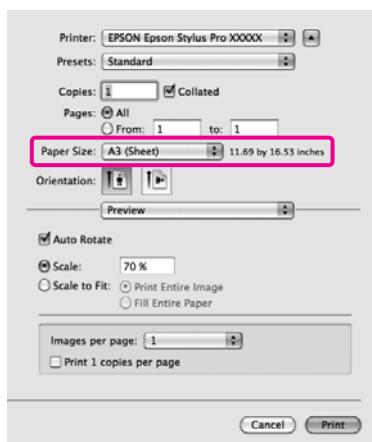 Printer: EPSON Epson Stylus Pro XXXXX
Presets: Standard
Copies: 1 Collated
Pages: All
From: 1 to: 1
Paper Size: A3 (Sheet) 11.69 by 16.53 inches
Orientation:
Preview
Auto Rotate
Scale: 70 %
Scale to Fit: Print Entire Image
Fill Entire Paper
Images per page: 1
Print 1 copies per page
Cancel Print